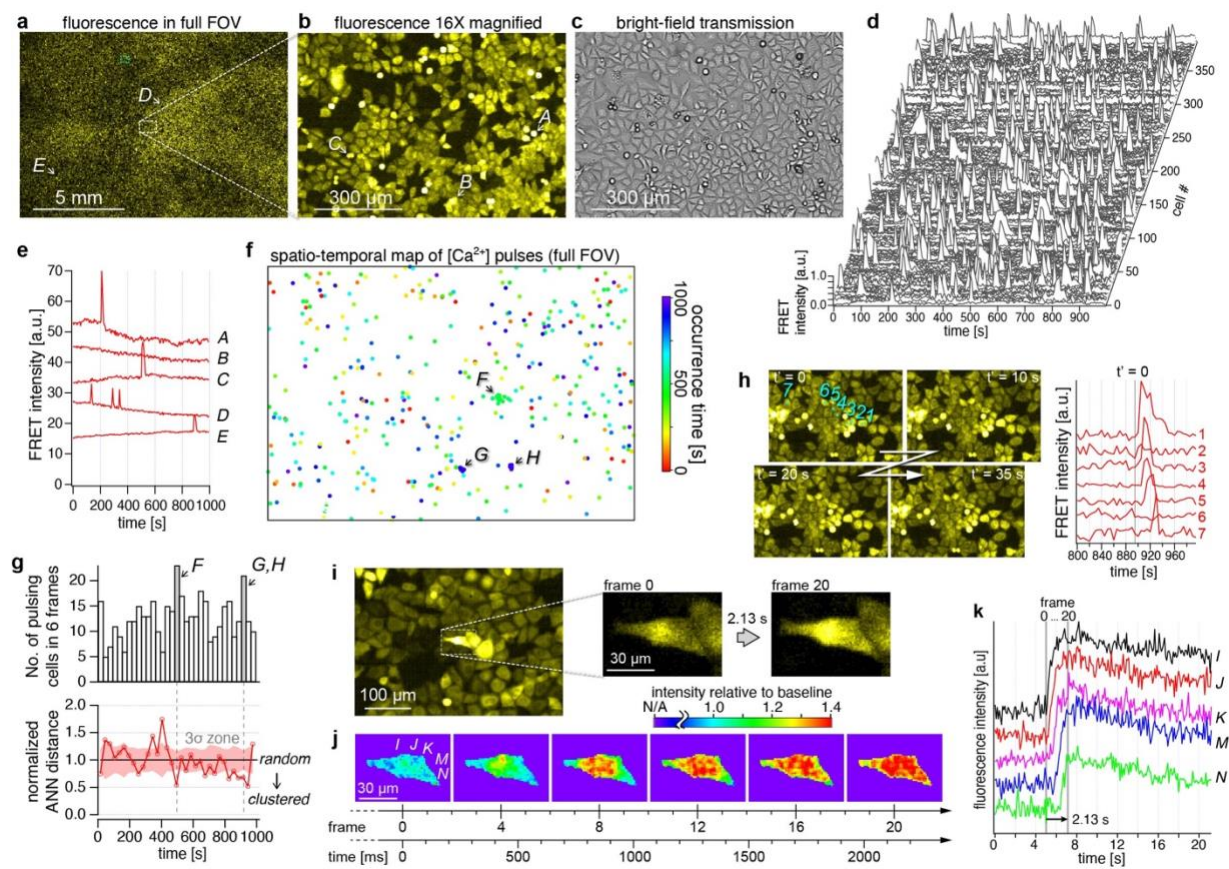 a fluorescence in full FOV
D
E
5 mm
b fluorescence 16X magnified
A
C
B
300 µm
c bright-field transmission
300 µm
d
350
300
250
200
150
100
50
0
cell #
1.0
0.0
FRET
intensity [a.u.]
0 100 200 300 400 500 600 700 800 900
time [s]
e
70
60
50
40
30
20
10
0
FRET intensity [a.u.]
A
B
C
D
E
0 200 400 600 800 1000
time [s]
f
spatio-temporal map of [Ca²⁺] pulses (full FOV)
F
G
H
1000
500
0
occurrence time [s]
h
t' = 0
7
6
5
4
3
2
1
t' = 10 s
t' = 20 s
t' = 35 s
t' = 0
FRET intensity [a.u.]
1
2
3
4
5
6
7
800 840 880 920 960
time [s]
g
No. of pulsing
cells in 6 frames
20
15
10
5
0
F
G,H
normalized
ANN distance
2.0
1.5
1.0
0.5
0.0
3σ zone
random
clustered
0 200 400 600 800 1000
time [s]
i
100 µm
frame 0
30 µm
2.13 s
frame 20
intensity relative to baseline
N/A 1.0 1.2 1.4
j
I J K
M
N
30 µm
0 4 8 12 16 20
frame
time [ms] 0 500 1000 1500 2000
k
frame
0 ... 20
fluorescence intensity [a.u]
I
J
K
M
N
2.13 s
0 4 8 12 16 20
time [s]